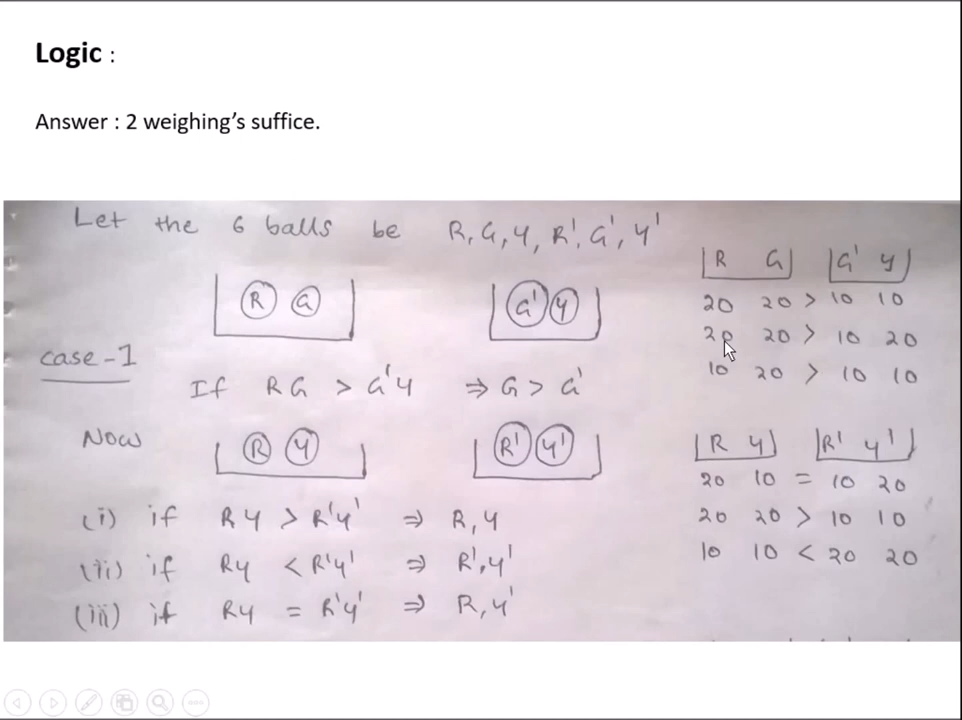 Logic :
Answer : 2 weighing’s suffice.
Let the 6 balls be R, G, Y, R', G', Y'
R G G' Y
R G G' Y
20 20 > 10 10
20 20 > 10 20
10 20 > 10 10
case-1
If RG > G'Y ⇒ G > G'
Now R Y R' Y'
R Y R' Y'
20 10 = 10 20
20 20 > 10 10
10 10 < 20 20
(i) if RY > R'Y' ⇒ R, Y
(ii) if RY < R'Y' ⇒ R', Y'
(iii) if RY = R'Y' ⇒ R, Y'